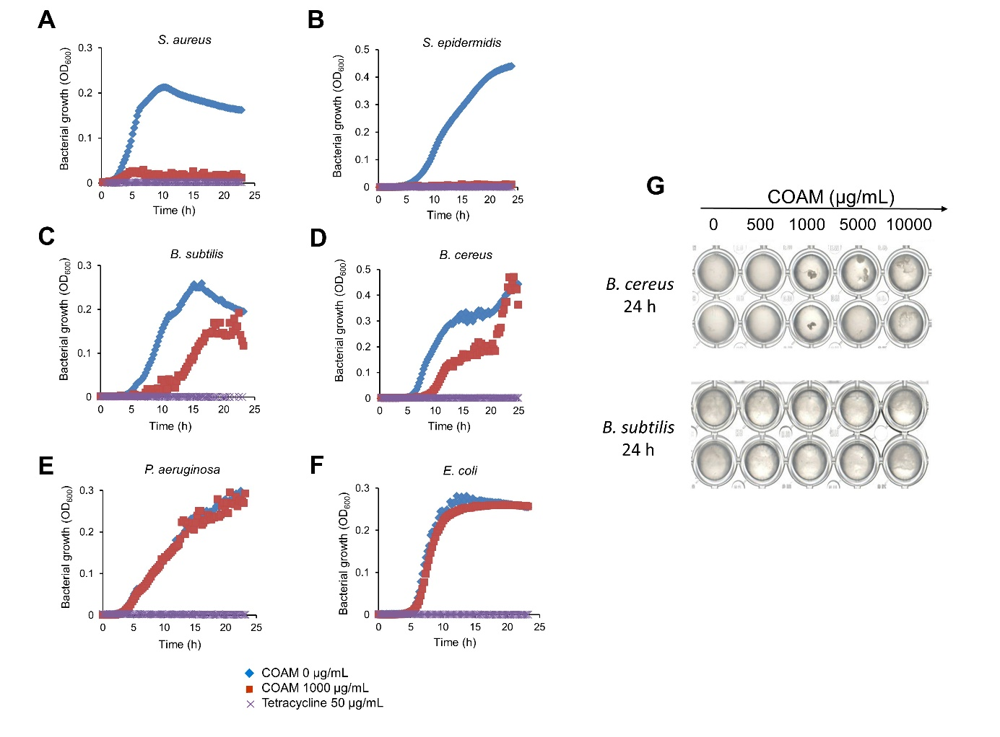 A
S. aureus
Bacterial growth (OD600)
0.3
0.2
0.1
0
0 5 10 15 20 25
Time (h)
B
S. epidermidis
Bacterial growth (OD600)
0.5
0.4
0.3
0.2
0.1
0
0 5 10 15 20 25
Time (h)
C
B. subtilis
Bacterial growth (OD600)
0.3
0.2
0.1
0
0 5 10 15 20 25
Time (h)
D
B. cereus
Bacterial growth (OD600)
0.5
0.4
0.3
0.2
0.1
0
0 5 10 15 20 25
Time (h)
E
P. aeruginosa
Bacterial growth (OD600)
0.3
0.2
0.1
0
0 5 10 15 20 25
Time (h)
F
E. coli
Bacterial growth (OD600)
0.3
0.2
0.1
0
0 5 10 15 20 25
Time (h)
COAM 0 µg/mL
COAM 1000 µg/mL
Tetracycline 50 µg/mL
G
COAM (µg/mL)
0 500 1000 5000 10000
B. cereus
24 h
B. subtilis
24 h